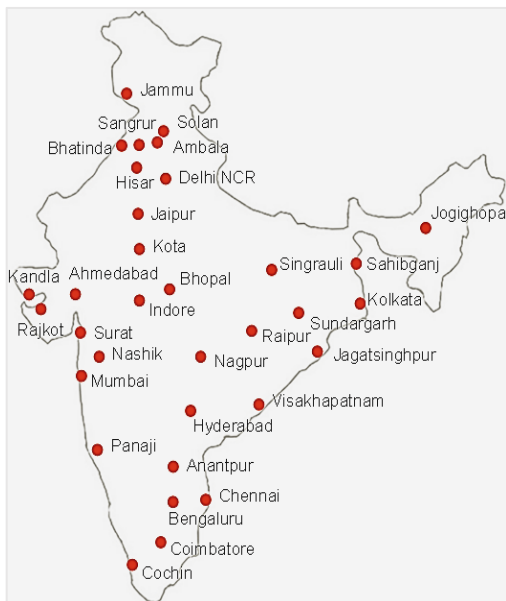 Jammu
Sangrur
Solan
Bhatinda
Ambala
Hisar
Delhi NCR
Jaipur
Jogighopa
Kota
Singrauli
Sahibganj
Kandla
Ahmedabad
Bhopal
Indore
Kolkata
Rajkot
Surat
Raipur
Sundargarh
Nashik
Nagpur
Jagatsinghpur
Mumbai
Visakhapatnam
Hyderabad
Panaji
Anantpur
Chennai
Bengaluru
Coimbatore
Cochin